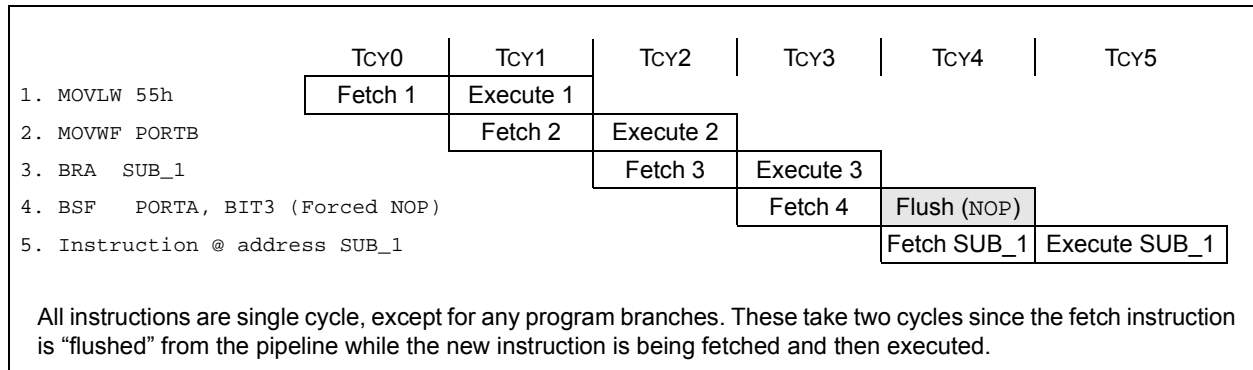 TCY0 TCY1 TCY2 TCY3 TCY4 TCY5
1. MOVLW 55h Fetch 1 Execute 1
2. MOVWF PORTB Fetch 2 Execute 2
3. BRA SUB_1 Fetch 3 Execute 3
4. BSF PORTA, BIT3 (Forced NOP) Fetch 4 Flush (NOP)
5. Instruction @ address SUB_1 Fetch SUB_1 Execute SUB_1
All instructions are single cycle, except for any program branches. These take two cycles since the fetch instruction
is “flushed” from the pipeline while the new instruction is being fetched and then executed.